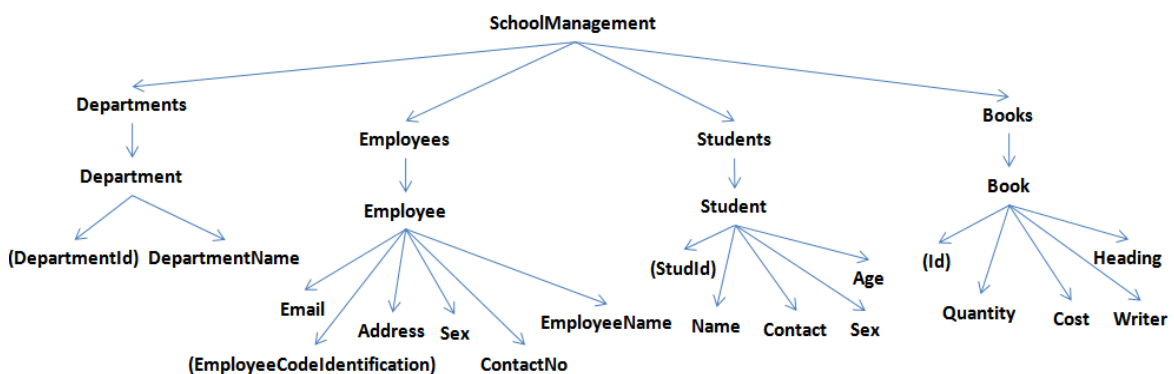 SchoolManagement
Departments
Employees
Students
Books
Department
Employee
Student
Book
(DepartmentId) DepartmentName
Email
(EmployeeCodeIdentification)
Address
Sex
ContactNo
EmployeeName
(StudId)
Name
Contact
Sex
Age
(Id)
Quantity
Cost
Writer
Heading